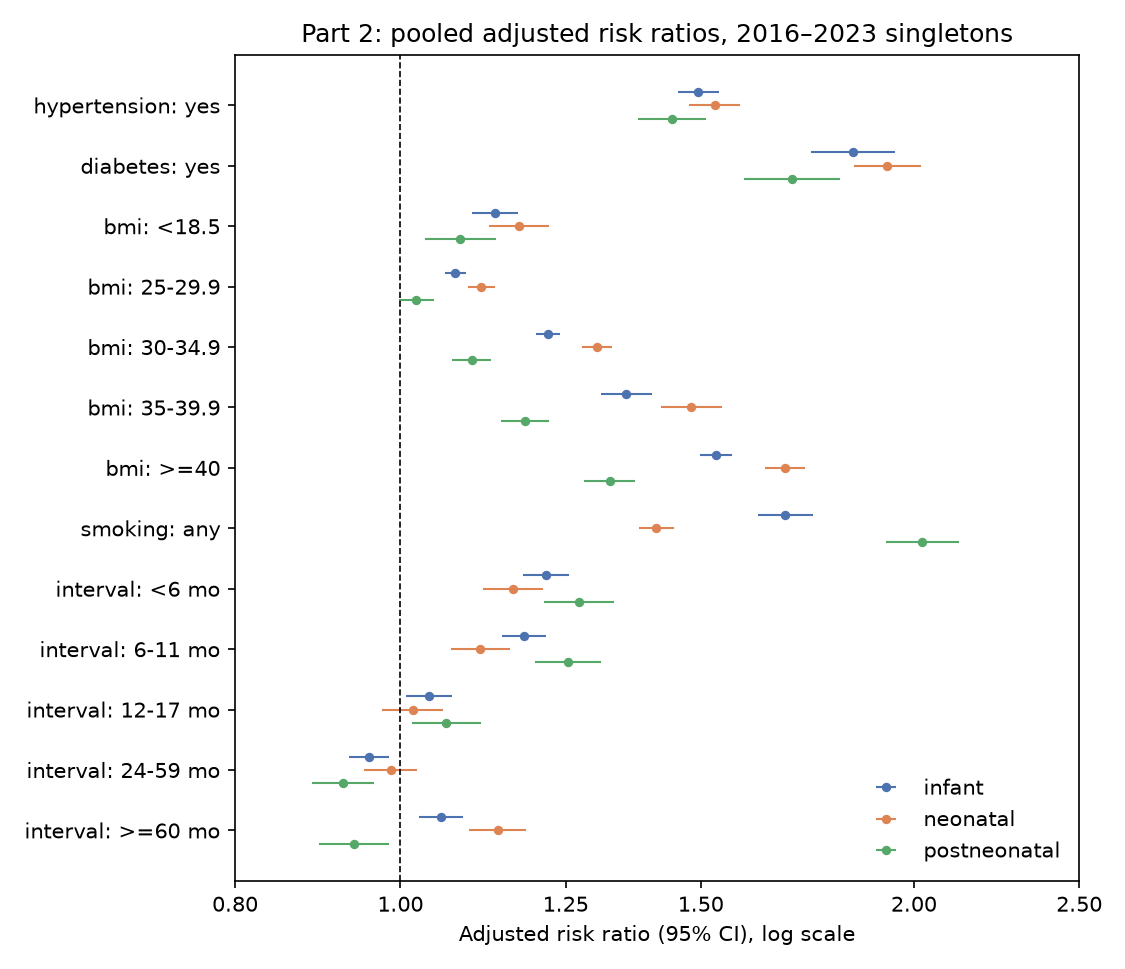 Part 2: pooled adjusted risk ratios, 2016–2023 singletons
hypertension: yes
diabetes: yes
bmi: <18.5
bmi: 25-29.9
bmi: 30-34.9
bmi: 35-39.9
bmi: >=40
smoking: any
interval: <6 mo
interval: 6-11 mo
interval: 12-17 mo
interval: 24-59 mo
interval: >=60 mo
infant
neonatal
postneonatal
0.80 1.00 1.25 1.50 2.00 2.50
Adjusted risk ratio (95% CI), log scale